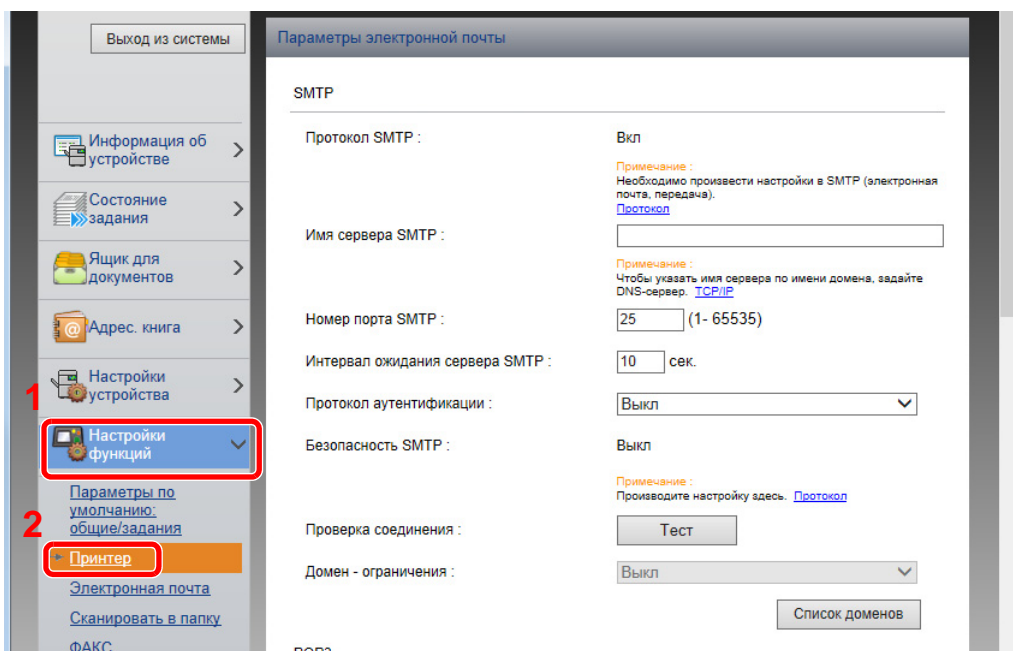 Выход из системы
Информация об
устройстве
Состояние
задания
Ящик для
документов
Адрес. книга
Настройки
устройства
1
Настройки
функций
Параметры по
умолчанию:
общие/задания
2
Принтер
Электронная почта
Сканировать в папку
ФАКС
Параметры электронной почты
SMTP
Протокол SMTP :
Вкл
Примечание :
Необходимо произвести настройки в SMTP (электронная
почта, передача).
Протокол
Имя сервера SMTP :
Примечание :
Чтобы указать имя сервера по имени домена, задайте
DNS-сервер. TCP/IP
Номер порта SMTP :
25 (1- 65535)
Интервал ожидания сервера SMTP :
10 сек.
Протокол аутентификации :
Выкл
Безопасность SMTP :
Выкл
Примечание :
Производите настройку здесь. Протокол
Проверка соединения :
Тест
Домен - ограничения :
Выкл
Список доменов
POP3